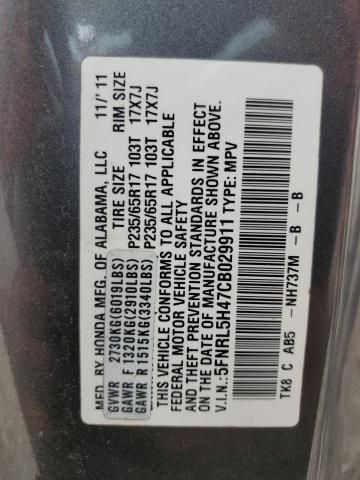 MFD BY HONDA MFG. OF ALABAMA, LLC 11/'11
TIRE SIZE RIM SIZE
GVWR 2730KG(6019LBS)
GAWR F 1320KG(2910LBS) P235/65R17 103T 17X7J
GAWR R 1515KG(3340LBS) P235/65R17 103T 17X7J
THIS VEHICLE CONFORMS TO ALL APPLICABLE
FEDERAL MOTOR VEHICLE SAFETY
AND THEFT PREVENTION STANDARDS IN EFFECT
ON THE DATE OF MANUFACTURE SHOWN ABOVE.
V.I.N.:5FNRL5H47CB029911 TYPE: MPV
TK8 C AB5 -NH737M -B -B